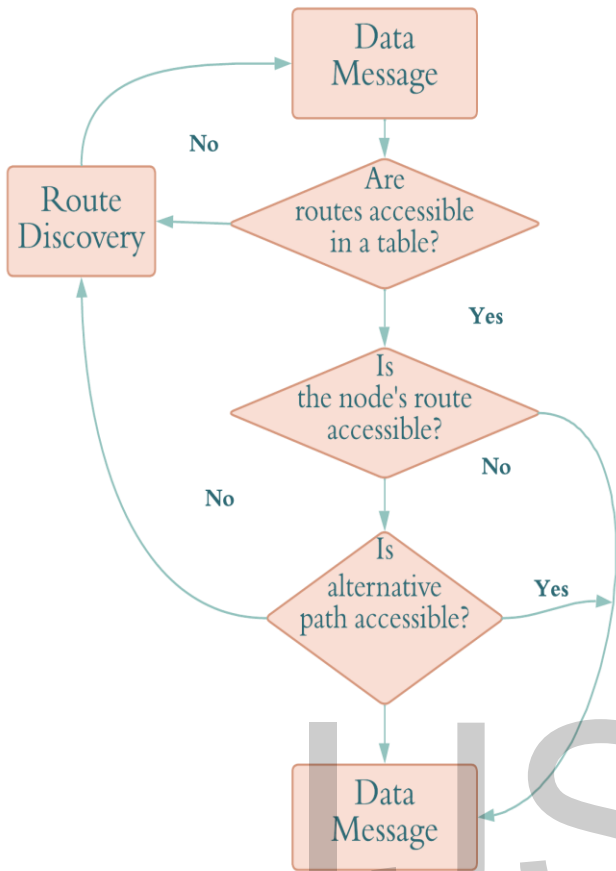 Data
Message
No
Are
routes accessible
in a table?
Route
Discovery
Yes
Is
the node's route
accessible?
No
No
Is
alternative
path accessible?
Yes
Data
Message